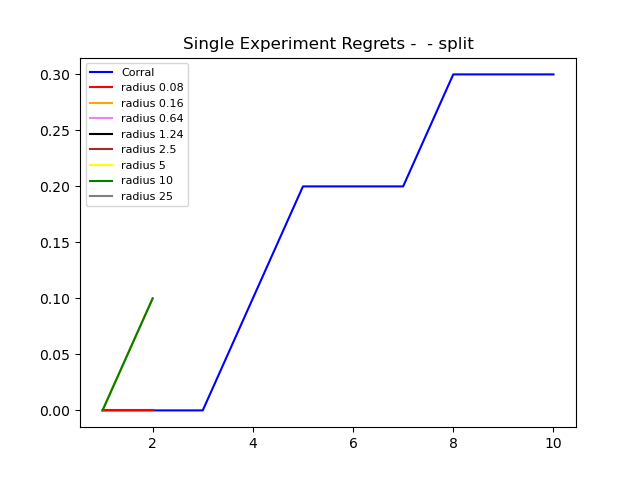 Single Experiment Regrets -  - split
0.30
0.25
0.20
0.15
0.10
0.05
0.00
Corral
radius 0.08
radius 0.16
radius 0.64
radius 1.24
radius 2.5
radius 5
radius 10
radius 25
2 4 6 8 10